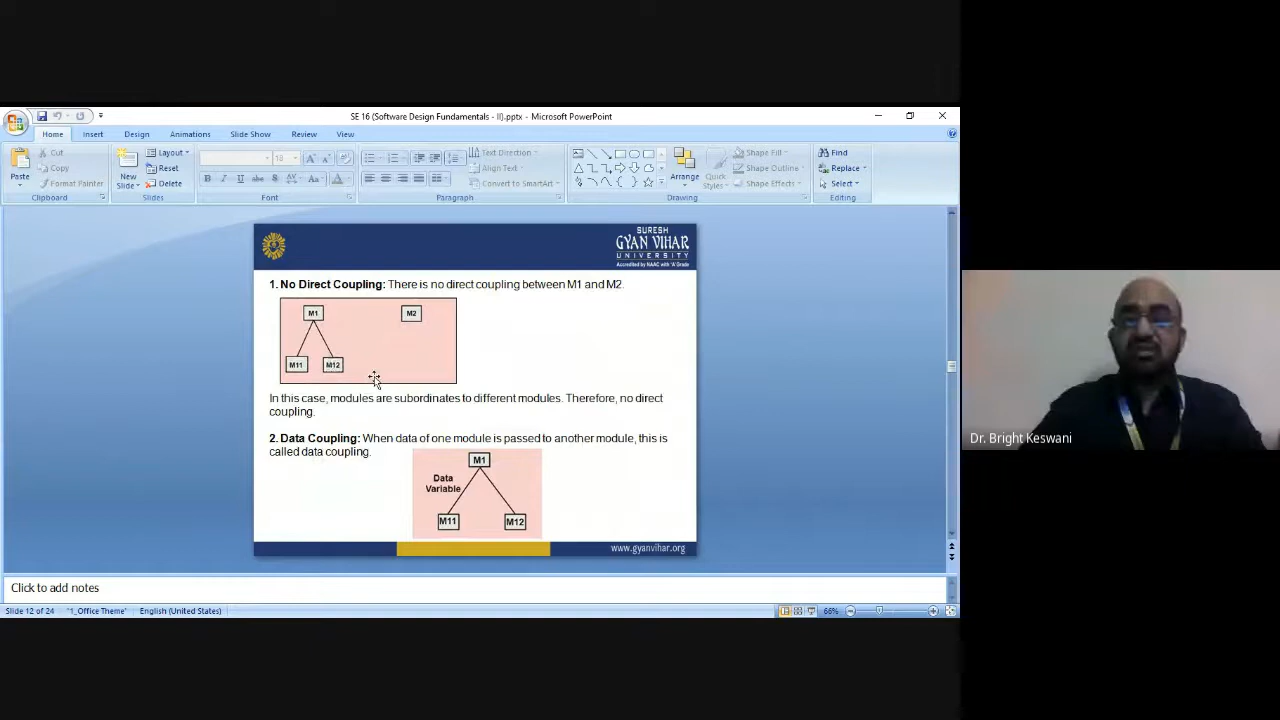 SE 16 (Software Design Fundamentals - II).pptx - Microsoft PowerPoint
Home Insert Design Animations Slide Show Review View
Paste
Cut
Copy
Format Painter
Clipboard
New
Slide
Layout
Reset
Delete
Slides
18
Font
Text Direction
Align Text
Convert to SmartArt
Paragraph
Arrange
Quick
Styles
Shape Fill
Shape Outline
Shape Effects
Drawing
Find
Replace
Select
Editing
SURESH
GYAN VIHAR
UNIVERSITY
Accredited by NAAC with 'A' Grade
1. No Direct Coupling: There is no direct coupling between M1 and M2.
M1 M2
M11 M12
In this case, modules are subordinates to different modules. Therefore, no direct
coupling.
2. Data Coupling: When data of one module is passed to another module, this is
called data coupling.
M1
Data
Variable
M11 M12
www.gyanvihar.org
Click to add notes
Slide 12 of 24 "1_Office Theme" English (United States) 66%
Dr. Bright Keswani